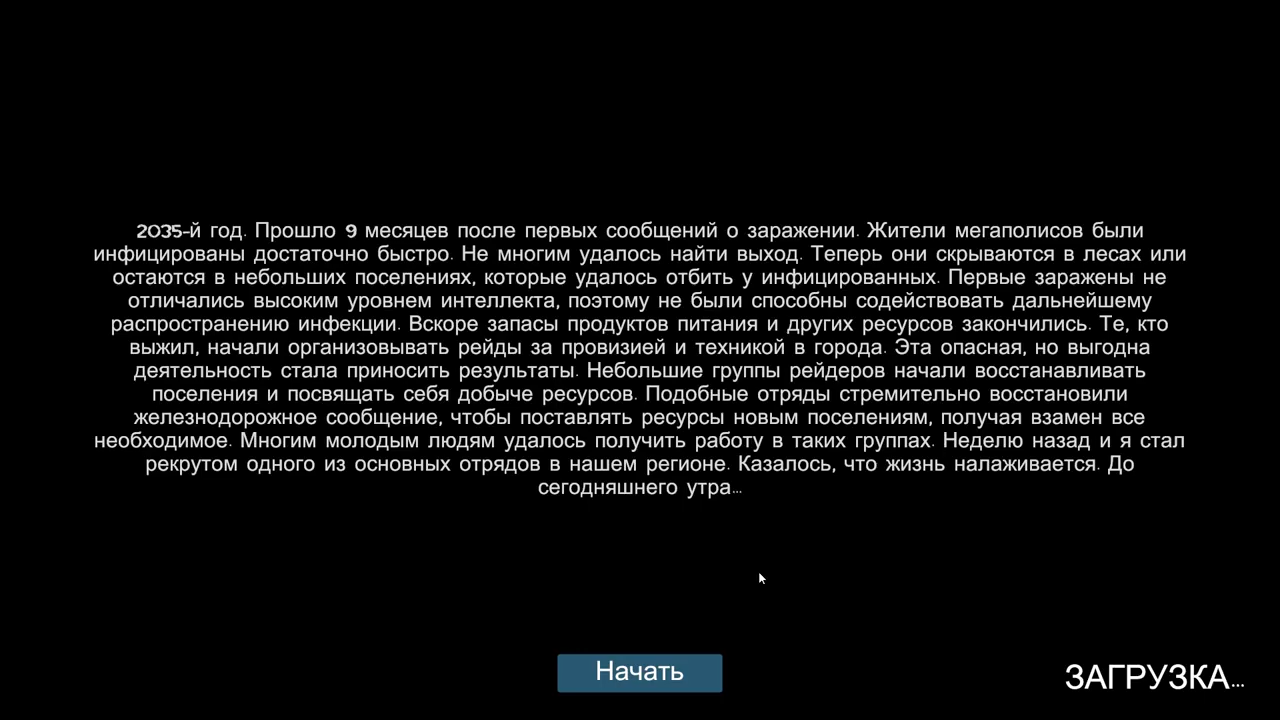 2035-й год. Прошло 9 месяцев после первых сообщений о заражении. Жители мегаполисов были
инфицированы достаточно быстро. Не многим удалось найти выход. Теперь они скрываются в лесах или
остаются в небольших поселениях, которые удалось отбить у инфицированных. Первые заражены не
отличались высоким уровнем интеллекта, поэтому не были способны содействовать дальнейшему
распространению инфекции. Вскоре запасы продуктов питания и других ресурсов закончились. Те, кто
выжил, начали организовывать рейды за провизией и техникой в города. Эта опасная, но выгодна
деятельность стала приносить результаты. Небольшие группы рейдеров начали восстанавливать
поселения и посвящать себя добыче ресурсов. Подобные отряды стремительно восстановили
железнодорожное сообщение, чтобы поставлять ресурсы новым поселениям, получая взамен все
необходимое. Многим молодым людям удалось получить работу в таких группах. Неделю назад и я стал
рекрутом одного из основных отрядов в нашем регионе. Казалось, что жизнь налаживается. До
сегодняшнего утра...
Начать
ЗАГРУЗКА...